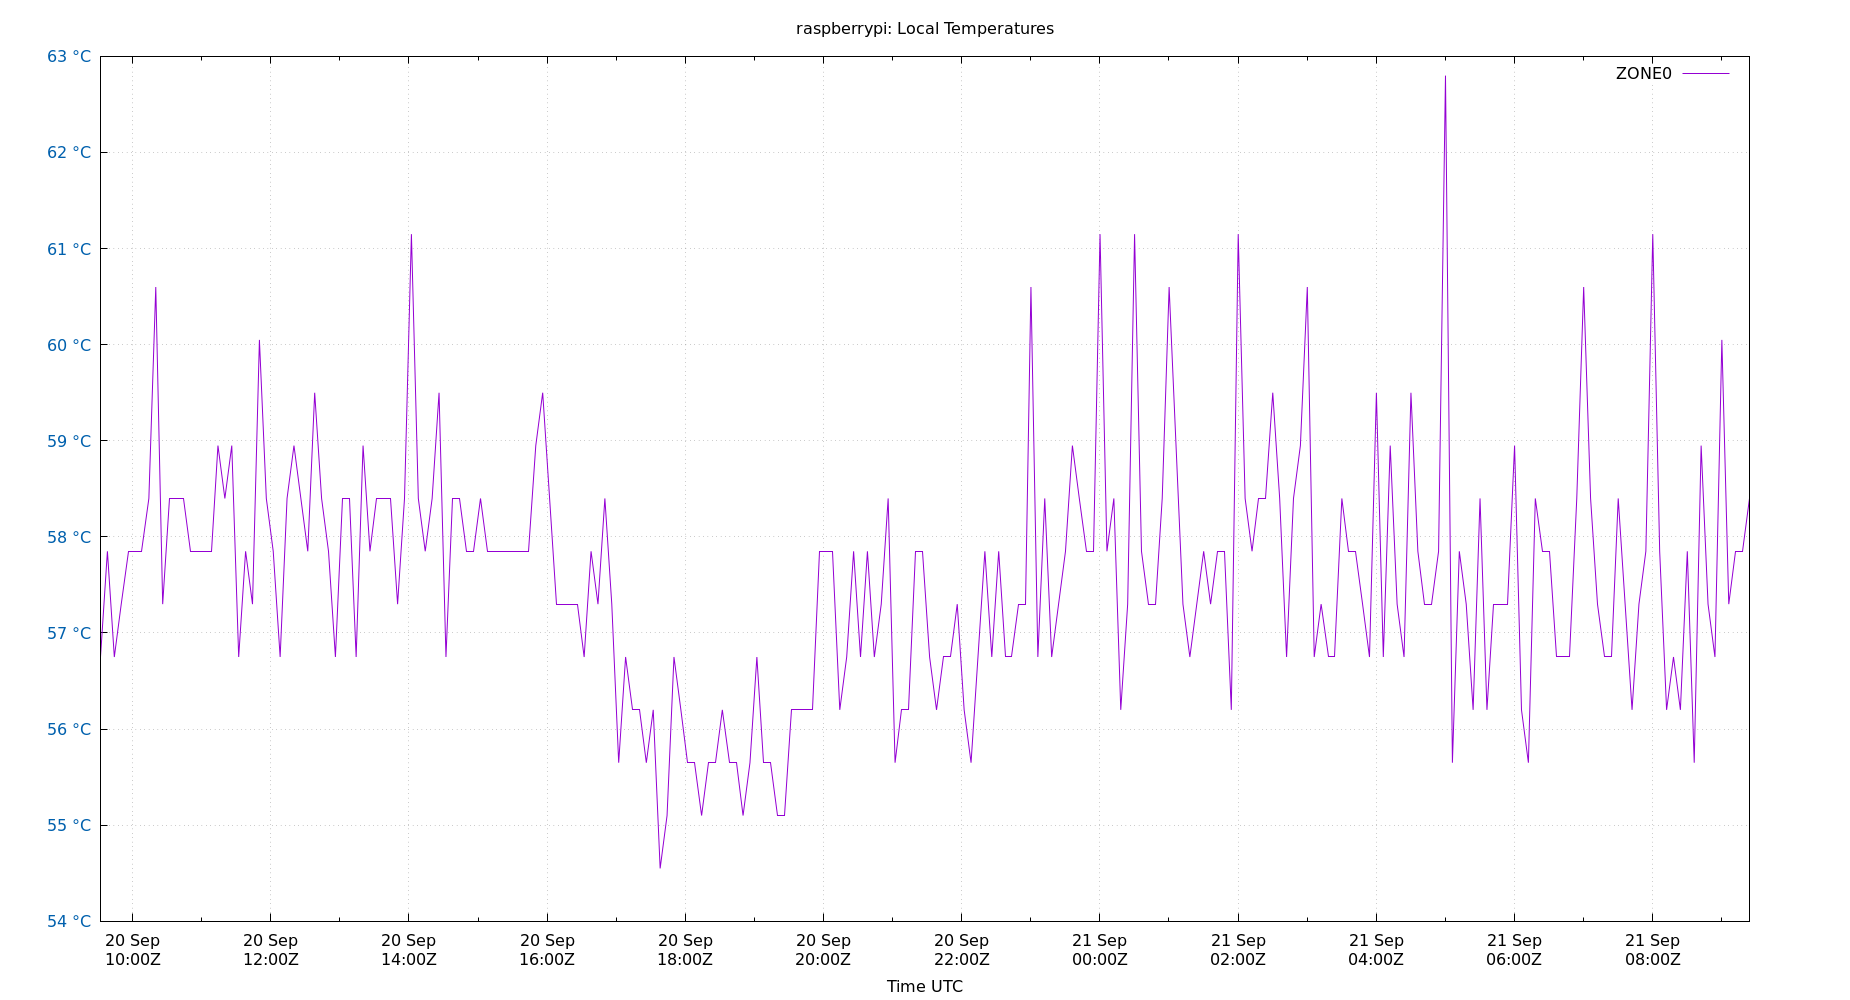 raspberrypi: Local Temperatures
ZONE0
63 °C
62 °C
61 °C
60 °C
59 °C
58 °C
57 °C
56 °C
55 °C
54 °C
20 Sep 20 Sep 20 Sep 20 Sep 20 Sep 20 Sep 20 Sep 21 Sep 21 Sep 21 Sep 21 Sep 21 Sep
10:00Z 12:00Z 14:00Z 16:00Z 18:00Z 20:00Z 22:00Z 00:00Z 02:00Z 04:00Z 06:00Z 08:00Z
Time UTC